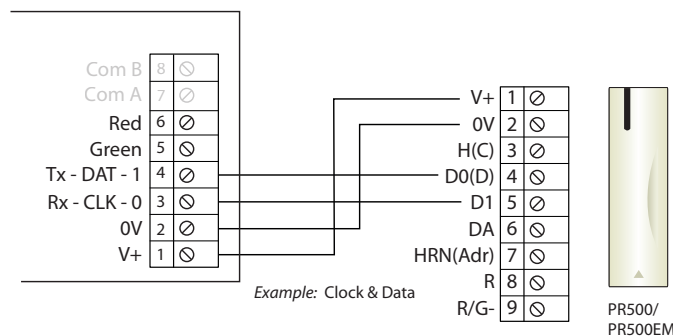 Com B 8
Com A 7
Red 6
Green 5
Tx - DAT - 1 4
Rx - CLK - 0 3
0V 2
V+ 1
V+ 1
0V 2
H(C) 3
D0(D) 4
D1 5
DA 6
HRN(Adr) 7
R 8
R/G- 9
Example: Clock & Data
PR500/
PR500EM